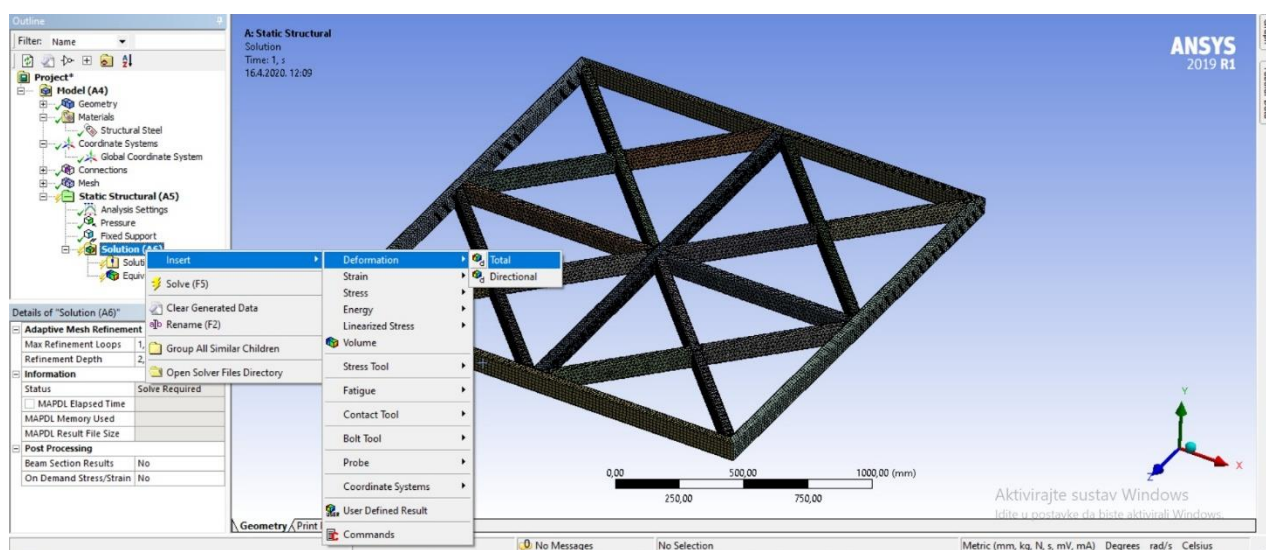 Outline
Filter: Name
Project*
Model (A4)
Geometry
Materials
Structural Steel
Coordinate Systems
Global Coordinate System
Connections
Mesh
Static Structural (A5)
Analysis Settings
Pressure
Fixed Support
Solution (A6)
Soluti
Equiv
Insert
Solve (F5)
Clear Generated Data
Rename (F2)
Group All Similar Children
Open Solver Files Directory
Deformation
Strain
Stress
Energy
Linearized Stress
Volume
Stress Tool
Fatigue
Contact Tool
Bolt Tool
Probe
Coordinate Systems
User Defined Result
Commands
Total
Directional
Details of "Solution (A6)"
Adaptive Mesh Refinement
Max Refinement Loops 1,
Refinement Depth 2,
Information
Status Solve Required
MAPDL Elapsed Time
MAPDL Memory Used
MAPDL Result File Size
Post Processing
Beam Section Results No
On Demand Stress/Strain No
A: Static Structural
Solution
Time: 1, s
16.4.2020. 12:09
ANSYS
2019 R1
0,00 500,00 1000,00 (mm)
250,00 750,00
Y
X
Z
Aktivirajte sustav Windows
Idite u postavke da biste aktivirali Windows.
Geometry Print
No Messages No Selection Metric (mm, kg, N, s, mV, mA) Degrees rad/s Celsius